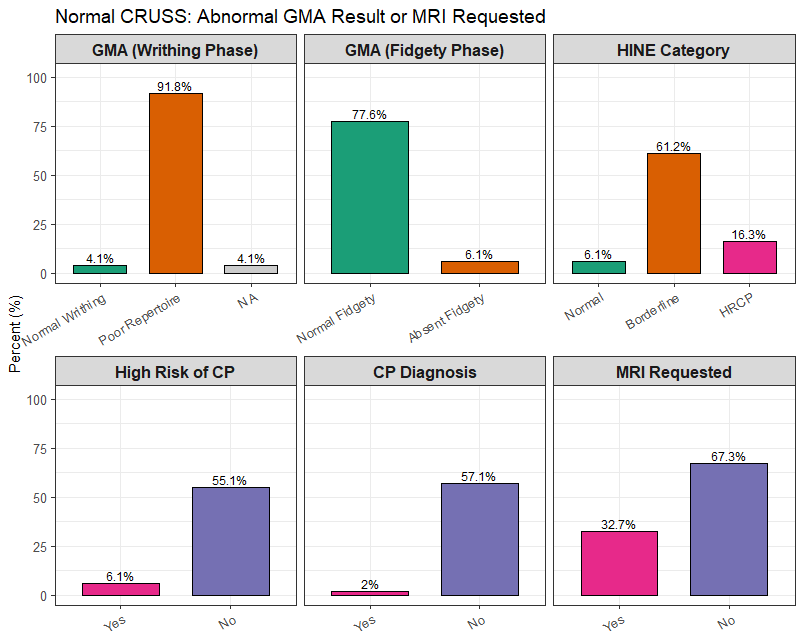 Normal CRUSS: Abnormal GMA Result or MRI Requested
GMA (Writhing Phase)
GMA (Fidgety Phase)
HINE Category
100
75
50
25
0
4.1%
91.8%
4.1%
77.6%
6.1%
6.1%
61.2%
16.3%
Normal Writhing
Poor Repertoire
NA
Normal Fidgety
Absent Fidgety
Normal
Borderline
HRCP
Percent (%)
High Risk of CP
CP Diagnosis
MRI Requested
100
75
50
25
0
6.1%
55.1%
2%
57.1%
32.7%
67.3%
Yes
No
Yes
No
Yes
No